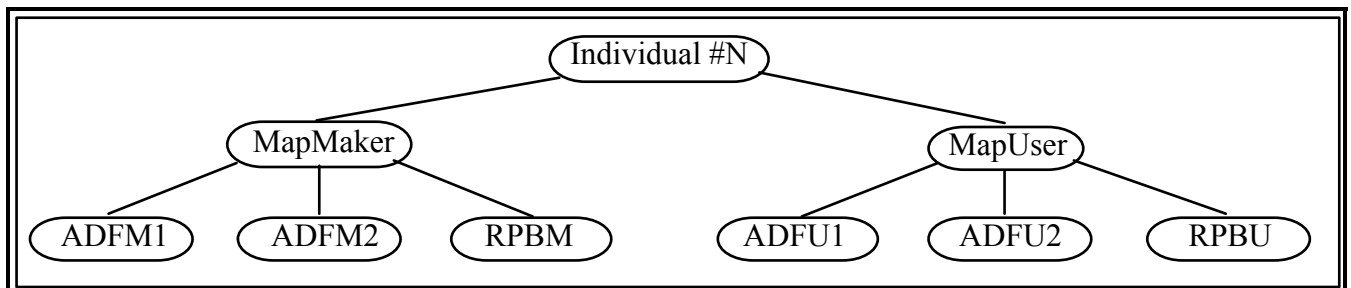 Individual #N
MapMaker
MapUser
ADFM1
ADFM2
RPBM
ADFU1
ADFU2
RPBU